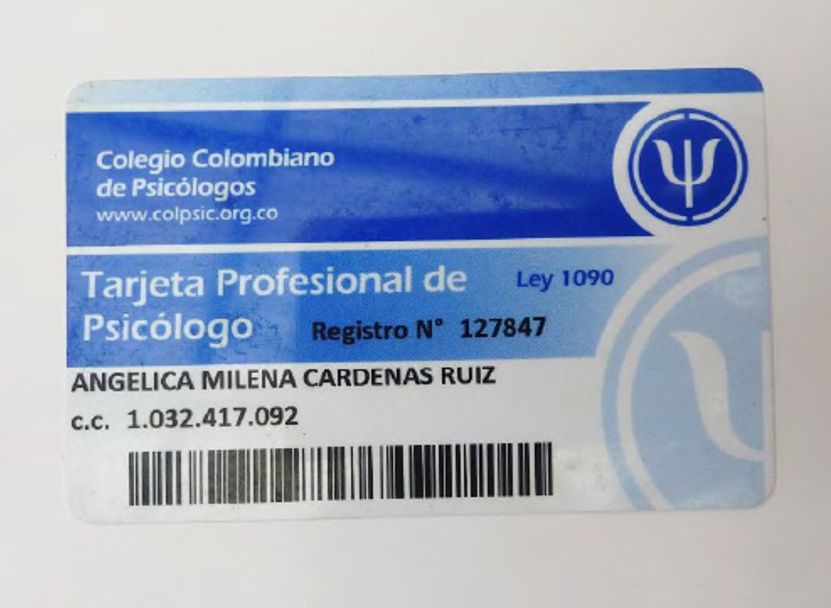 Colegio Colombiano
de Psicólogos
www.colpsic.org.co
Tarjeta Profesional de Ley 1090
Psicólogo Registro N° 127847
ANGELICA MILENA CARDENAS RUIZ
c.c. 1.032.417.092